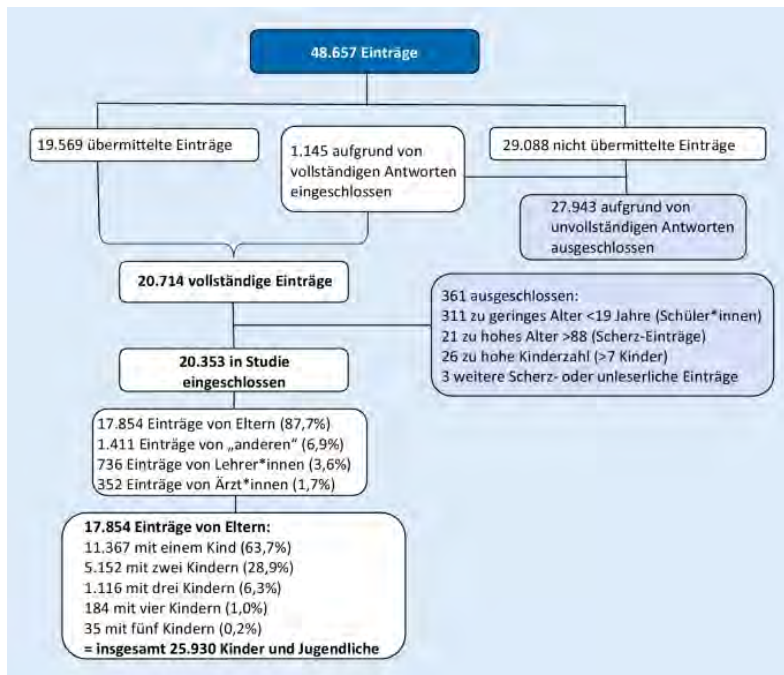 48.657 Einträge
19.569 übermittelte Einträge
1.145 aufgrund von
vollständigen Antworten
eingeschlossen
29.088 nicht übermittelte Einträge
27.943 aufgrund von
unvollständigen Antworten
ausgeschlossen
20.714 vollständige Einträge
361 ausgeschlossen:
311 zu geringes Alter <19 Jahre (Schüler*innen)
21 zu hohes Alter >88 (Scherz-Einträge)
26 zu hohe Kinderzahl (>7 Kinder)
3 weitere Scherz- oder unleserliche Einträge
20.353 in Studie
eingeschlossen
17.854 Einträge von Eltern (87,7%)
1.411 Einträge von „anderen“ (6,9%)
736 Einträge von Lehrer*innen (3,6%)
352 Einträge von Ärzt*innen (1,7%)
17.854 Einträge von Eltern:
11.367 mit einem Kind (63,7%)
5.152 mit zwei Kindern (28,9%)
1.116 mit drei Kindern (6,3%)
184 mit vier Kindern (1,0%)
35 mit fünf Kindern (0,2%)
= insgesamt 25.930 Kinder und Jugendliche